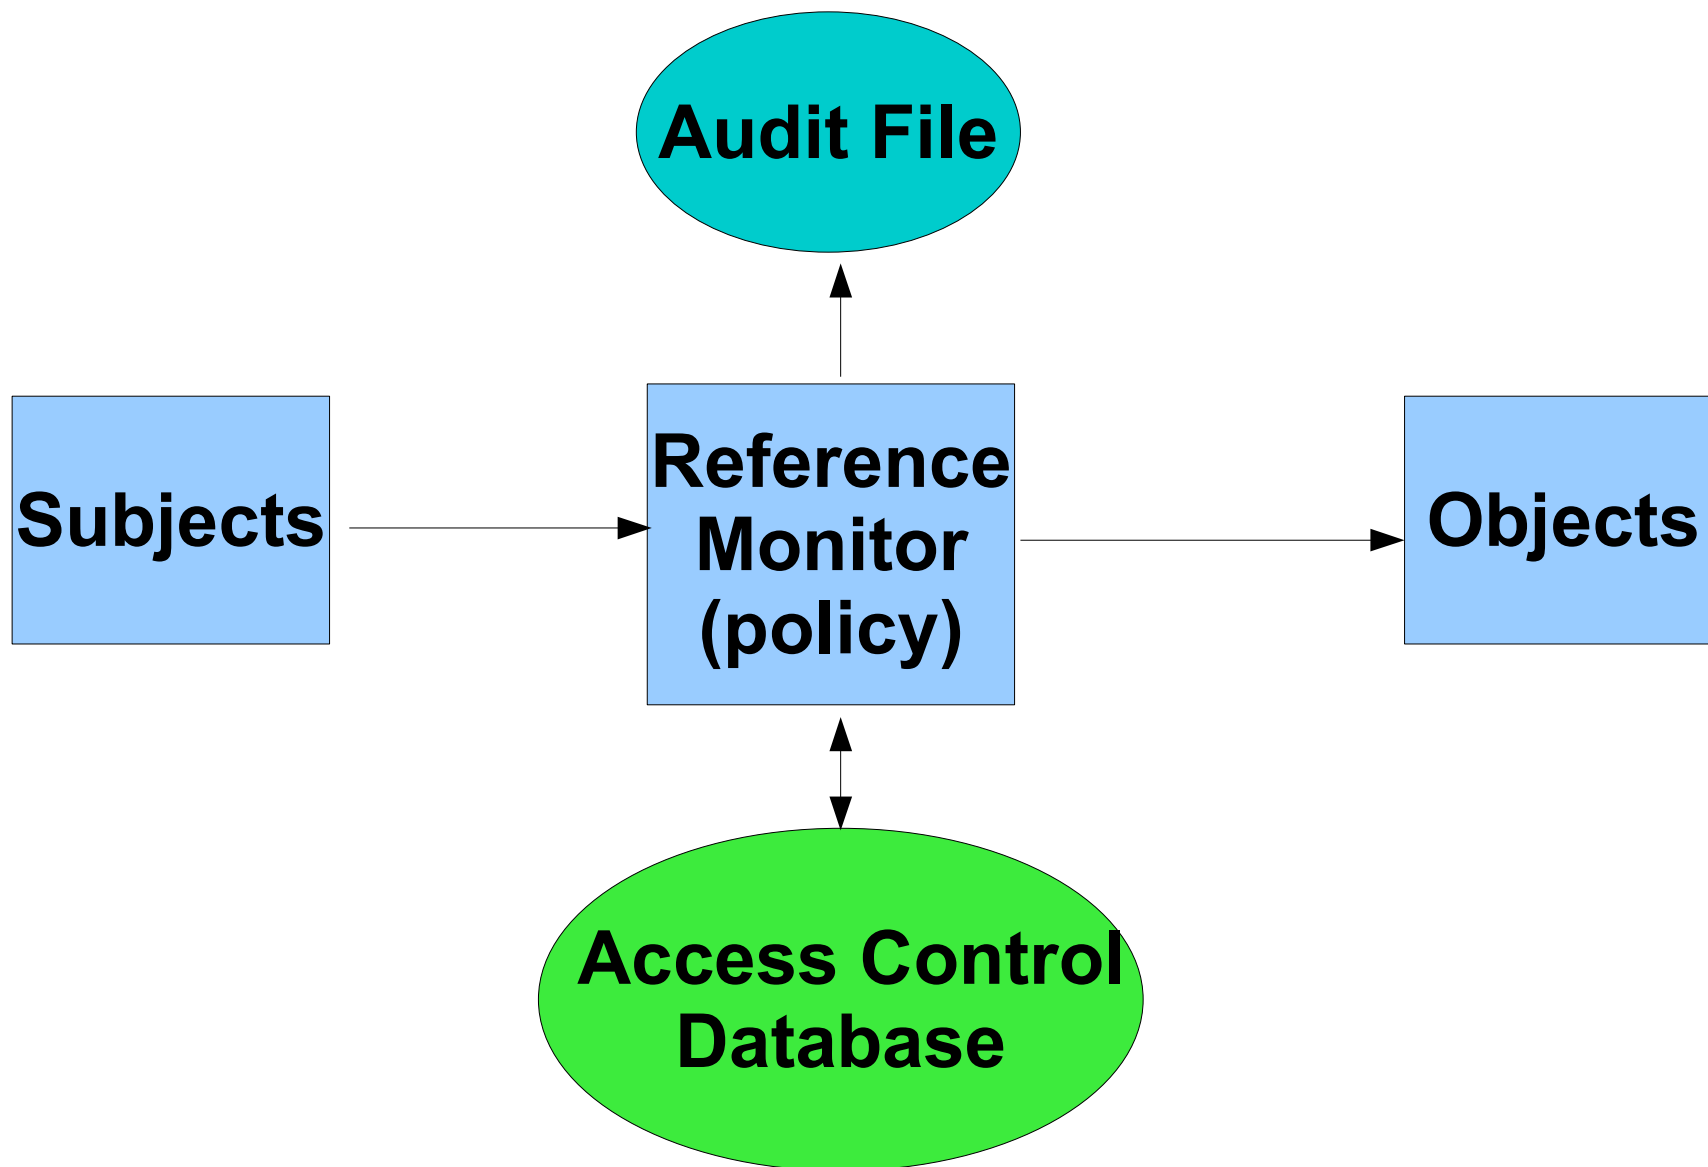 Audit File
Subjects
Reference
Monitor
(policy)
Objects
Access Control
Database